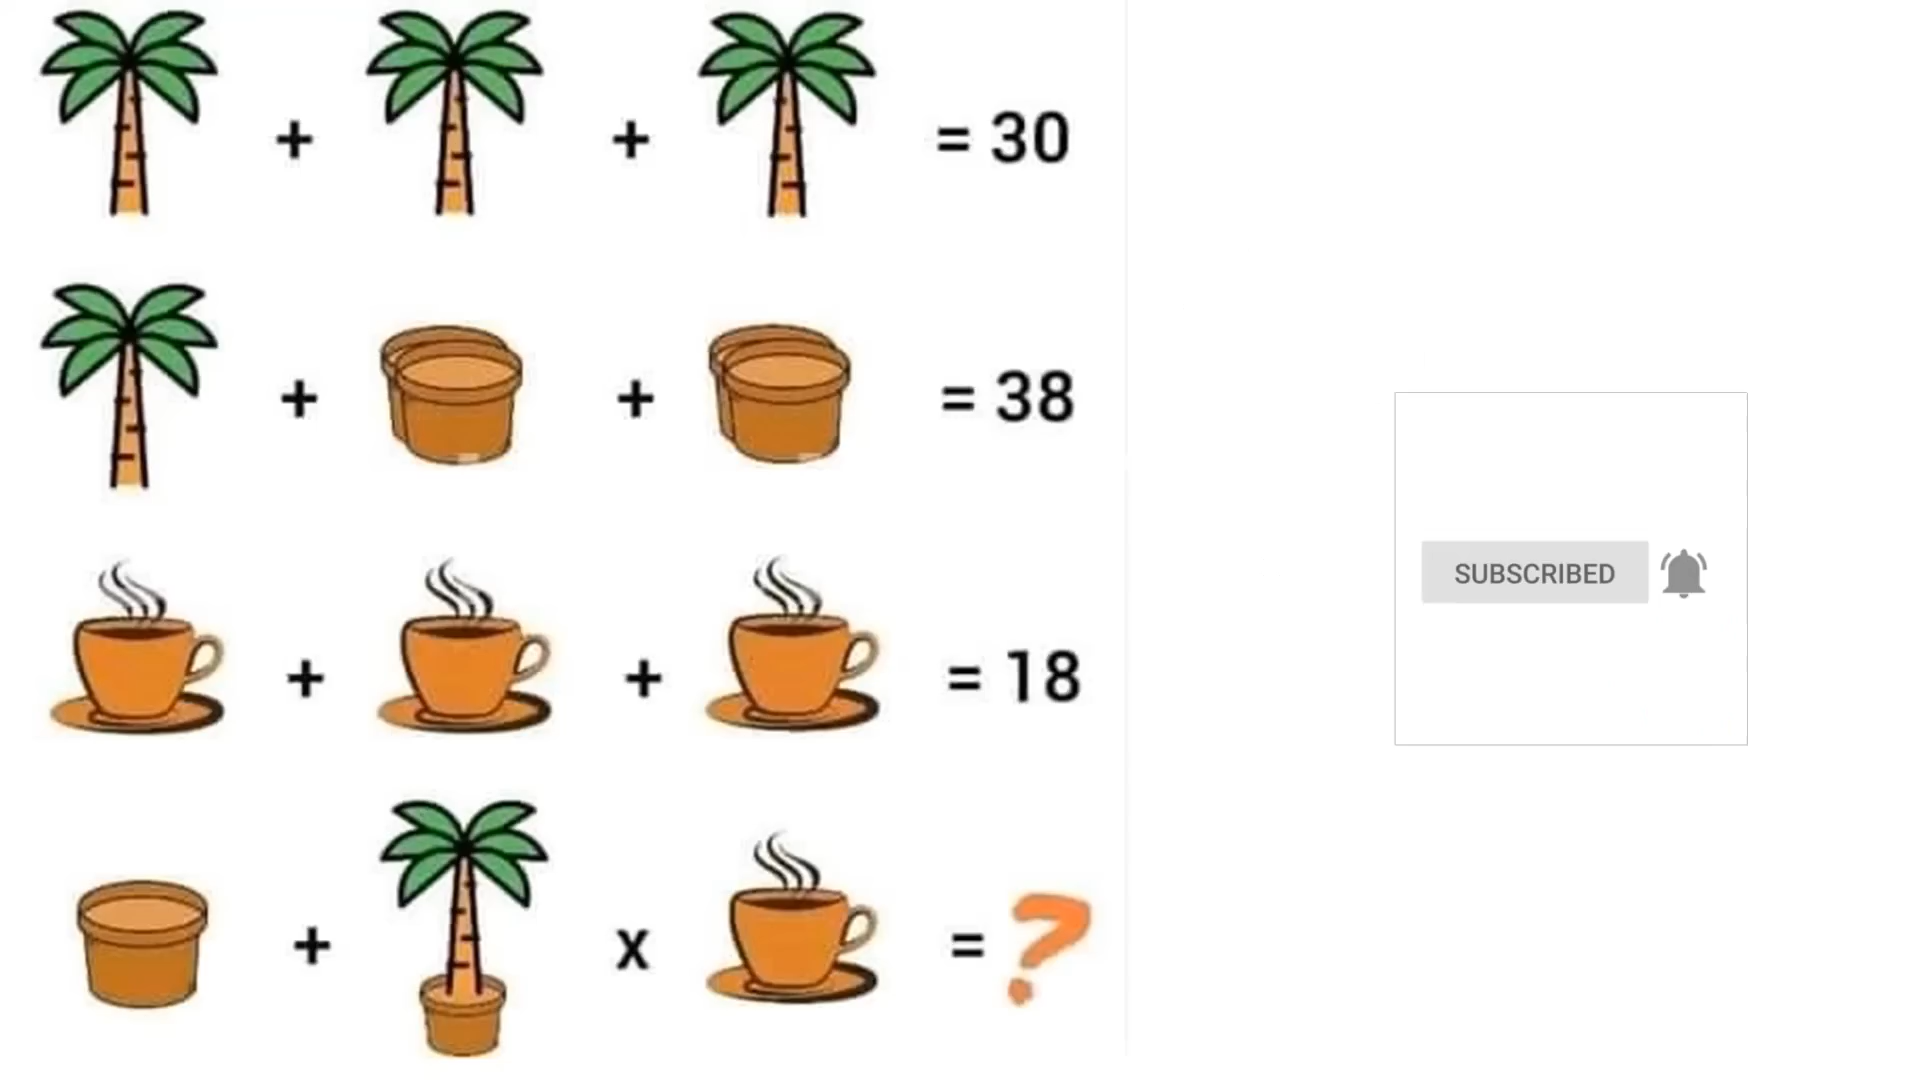 + + = 30
+ + = 38
SUBSCRIBED
+ + = 18
+ x = ?